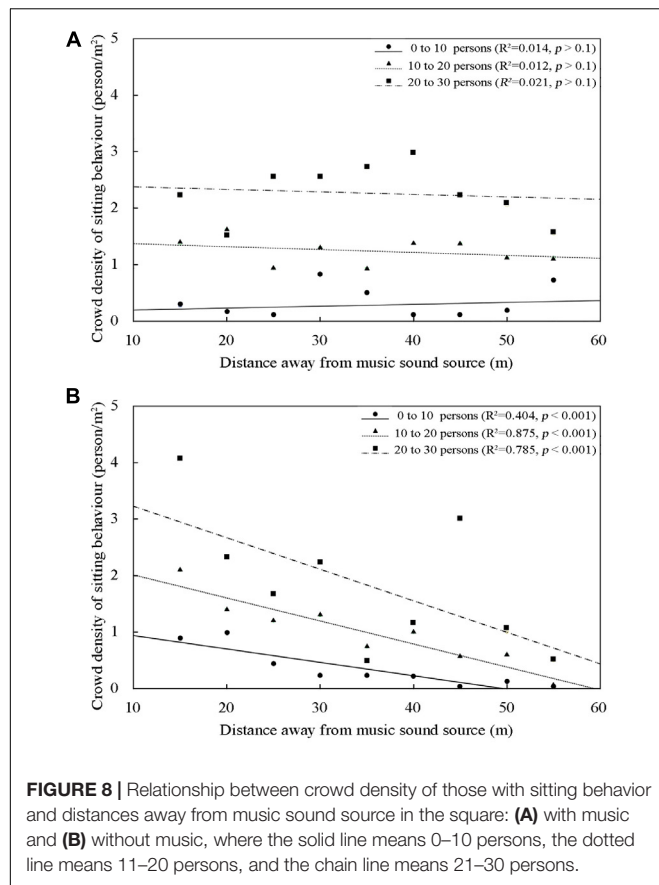 A
Crowd density of sitting behaviour (person/m²)
5
4
3
2
1
0
0 to 10 persons (R²=0.014, p > 0.1)
10 to 20 persons (R²=0.012, p > 0.1)
20 to 30 persons (R²=0.021, p > 0.1)
10 20 30 40 50 60
Distance away from music sound source (m)
B
Crowd density of sitting behaviour (person/m²)
5
4
3
2
1
0
0 to 10 persons (R²=0.404, p < 0.001)
10 to 20 persons (R²=0.875, p < 0.001)
20 to 30 persons (R²=0.785, p < 0.001)
10 20 30 40 50 60
Distance away from music sound source (m)
FIGURE 8 | Relationship between crowd density of those with sitting behavior
and distances away from music sound source in the square: (A) with music
and (B) without music, where the solid line means 0–10 persons, the dotted
line means 11–20 persons, and the chain line means 21–30 persons.